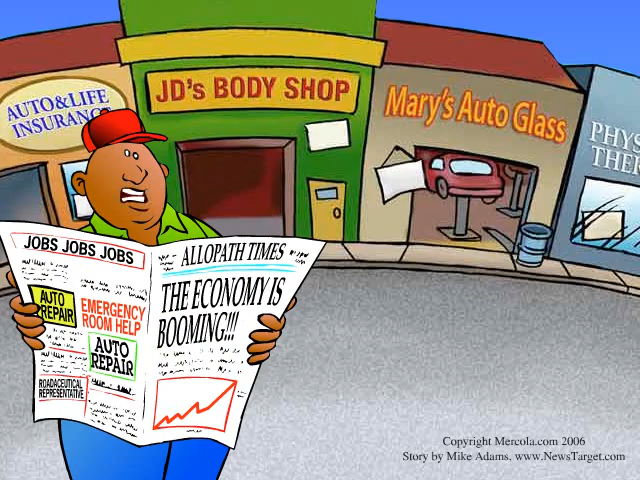 AUTO&LIFE
INSURANC
JD's BODY SHOP
Mary's Auto Glass
PHYS
THER
JOBS JOBS JOBS
AUTO
REPAIR
EMERGENCY
ROOM HELP
AUTO
REPAIR
ROADACEUTICAL
REPRESENTATIVE
ALLOPATH TIMES
THE ECONOMY IS
BOOMING!!!
Copyright Mercola.com 2006
Story by Mike Adams, www.NewsTarget.com